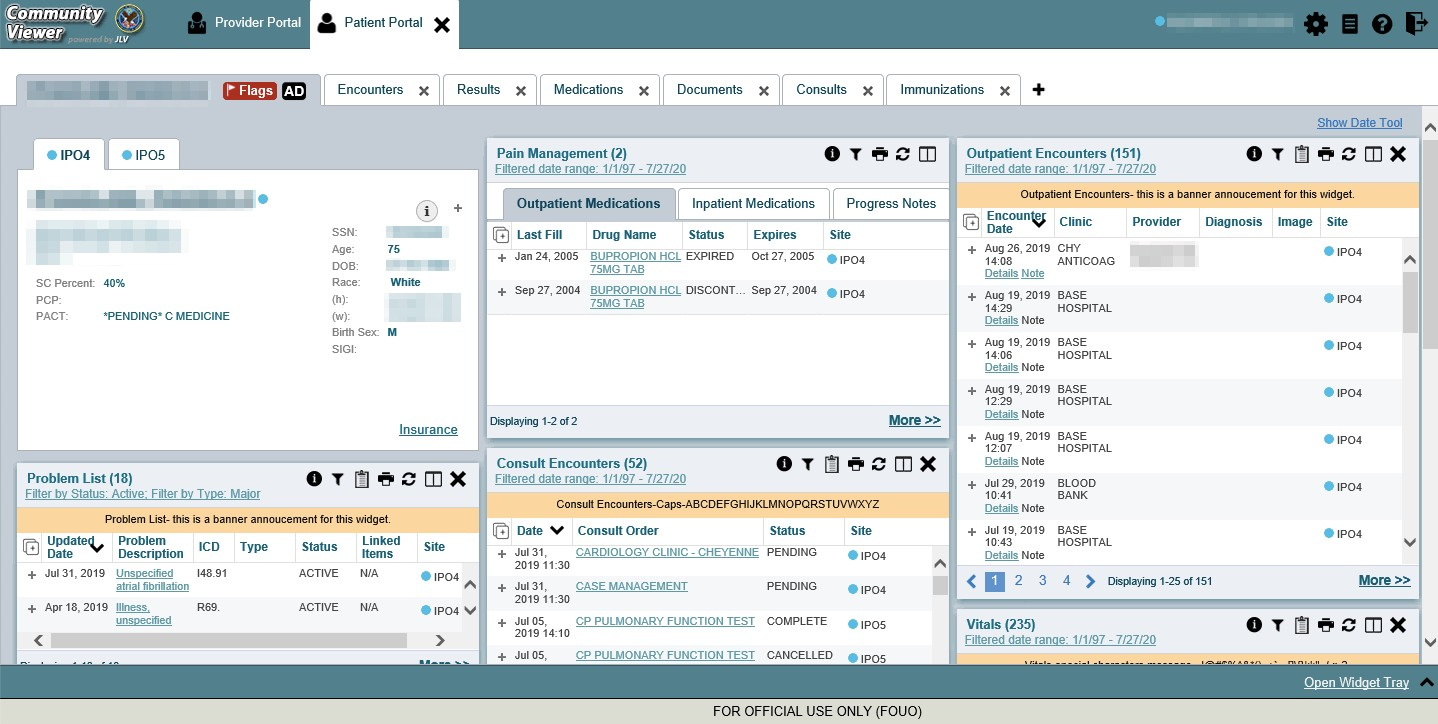 Community Viewer
powered by JLV
Provider Portal
Patient Portal
Flags AD
Encounters
Results
Medications
Documents
Consults
Immunizations
Show Date Tool
IPO4 IPO5
SSN:
Age: 75
DOB:
Race: White
(h):
(w):
Birth Sex: M
SIGI:
SC Percent: 40%
PCP:
PACT: *PENDING* C MEDICINE
Insurance
Problem List (18)
Filter by Status: Active; Filter by Type: Major
Problem List- this is a banner annoucement for this widget.
Updated Date Problem Description ICD Type Status Linked Items Site
Jul 31, 2019 Unspecified atrial fibrillation I48.91 ACTIVE N/A IPO4
Apr 18, 2019 Illness, unspecified R69. ACTIVE N/A IPO4
Pain Management (2)
Filtered date range: 1/1/97 - 7/27/20
Outpatient Medications Inpatient Medications Progress Notes
Last Fill Drug Name Status Expires Site
Jan 24, 2005 BUPROPION HCL 75MG TAB EXPIRED Oct 27, 2005 IPO4
Sep 27, 2004 BUPROPION HCL 75MG TAB DISCONT... Sep 27, 2004 IPO4
Displaying 1-2 of 2
More >>
Consult Encounters (52)
Filtered date range: 1/1/97 - 7/27/20
Consult Encounters-Caps-ABCDEFGHIJKLMNOPQRSTUVWXYZ
Date Consult Order Status Site
Jul 31, 2019 11:30 CARDIOLOGY CLINIC - CHEYENNE PENDING IPO4
Jul 31, 2019 11:30 CASE MANAGEMENT PENDING IPO4
Jul 05, 2019 14:10 CP PULMONARY FUNCTION TEST COMPLETE IPO5
Jul 05, CP PULMONARY FUNCTION TEST CANCELLED IPO5
Outpatient Encounters (151)
Filtered date range: 1/1/97 - 7/27/20
Outpatient Encounters- this is a banner annoucement for this widget.
Encounter Date Clinic Provider Diagnosis Image Site
Aug 26, 2019 14:08 CHY ANTICOAG IPO4
Details Note
Aug 19, 2019 14:29 BASE HOSPITAL IPO4
Details Note
Aug 19, 2019 14:06 BASE HOSPITAL IPO4
Details Note
Aug 19, 2019 12:29 BASE HOSPITAL IPO4
Details Note
Aug 19, 2019 12:07 BASE HOSPITAL IPO4
Details Note
Jul 29, 2019 10:41 BLOOD BANK IPO4
Details Note
Jul 19, 2019 10:43 BASE HOSPITAL IPO4
Details Note
1 2 3 4 Displaying 1-25 of 151
More >>
Vitals (235)
Filtered date range: 1/1/97 - 7/27/20
Open Widget Tray
FOR OFFICIAL USE ONLY (FOUO)